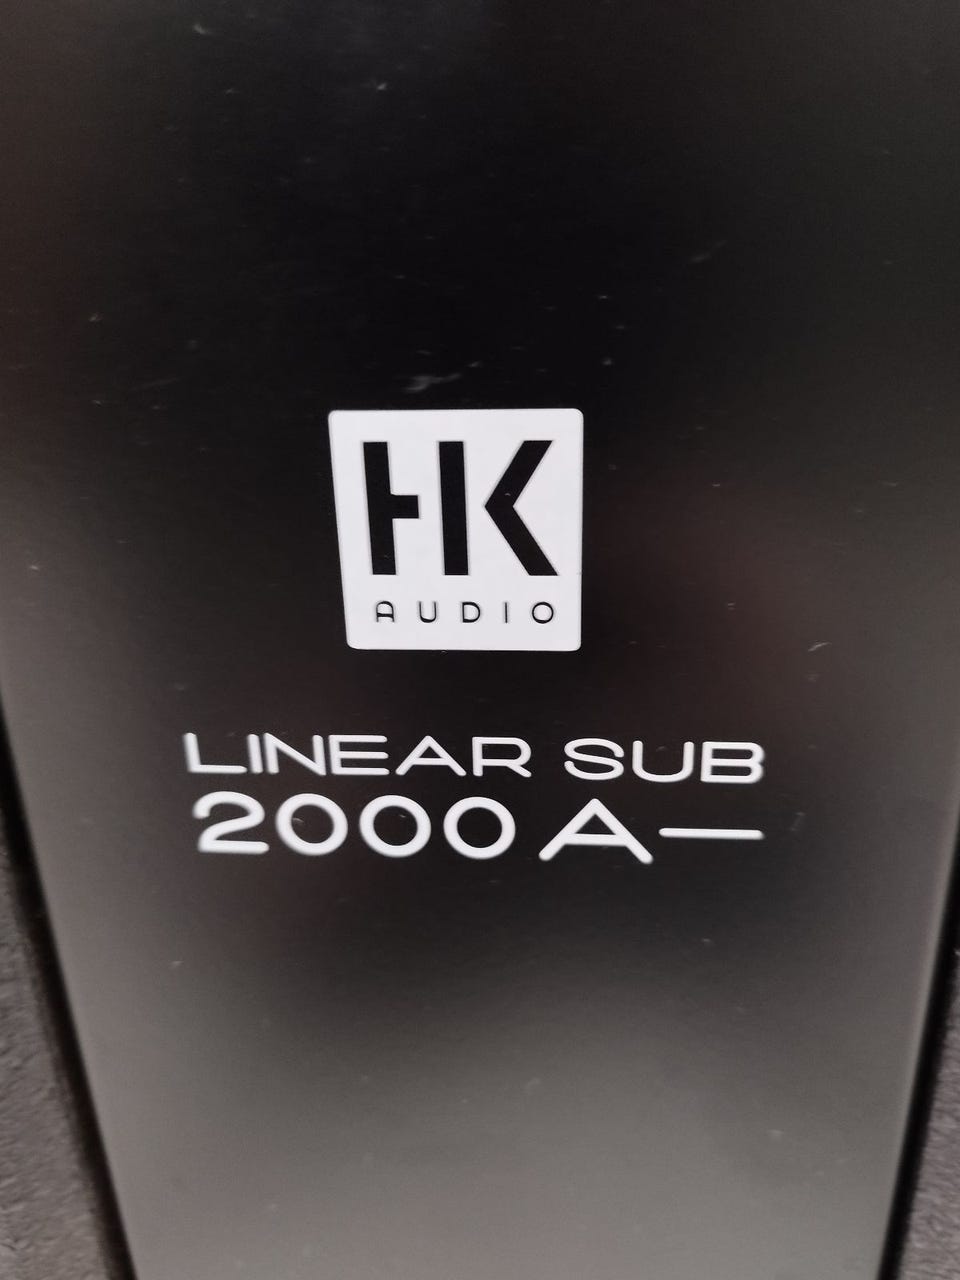 HK
AUDIO
LINEAR SUB
2000 A—